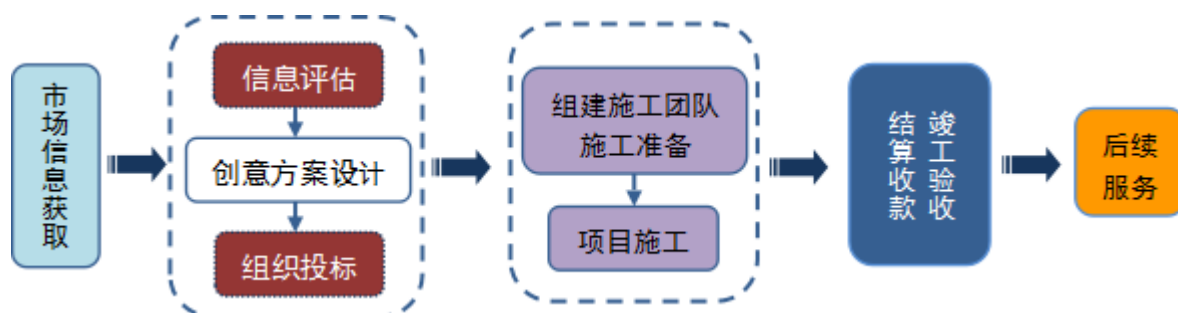 市场信息获取
信息评估
创意方案设计
组织投标
组建施工团队
施工准备
项目施工
竣工验收
结算收款
后续
服务